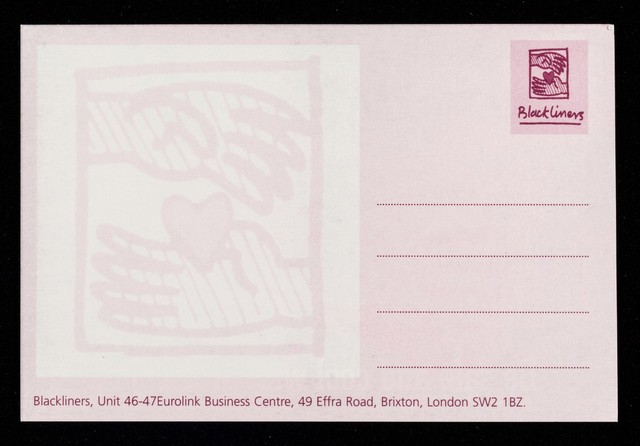 Blackliners
Blackliners, Unit 46-47Eurolink Business Centre, 49 Effra Road, Brixton, London SW2 1BZ.